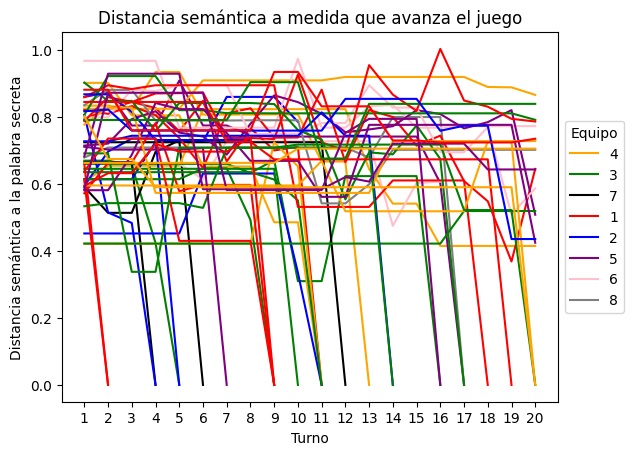 Distancia semántica a medida que avanza el juego
Distancia semántica a la palabra secreta
1.0
0.8
0.6
0.4
0.2
0.0
1 2 3 4 5 6 7 8 9 10 11 12 13 14 15 16 17 18 19 20
Turno
Equipo
4
3
7
1
2
5
6
8